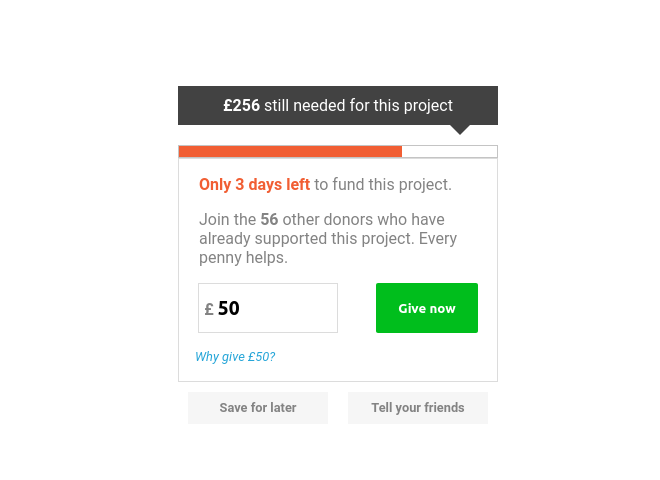 £256 still needed for this project
Only 3 days left to fund this project.
Join the 56 other donors who have
already supported this project. Every
penny helps.
£ 50
Give now
Why give £50?
Save for later
Tell your friends